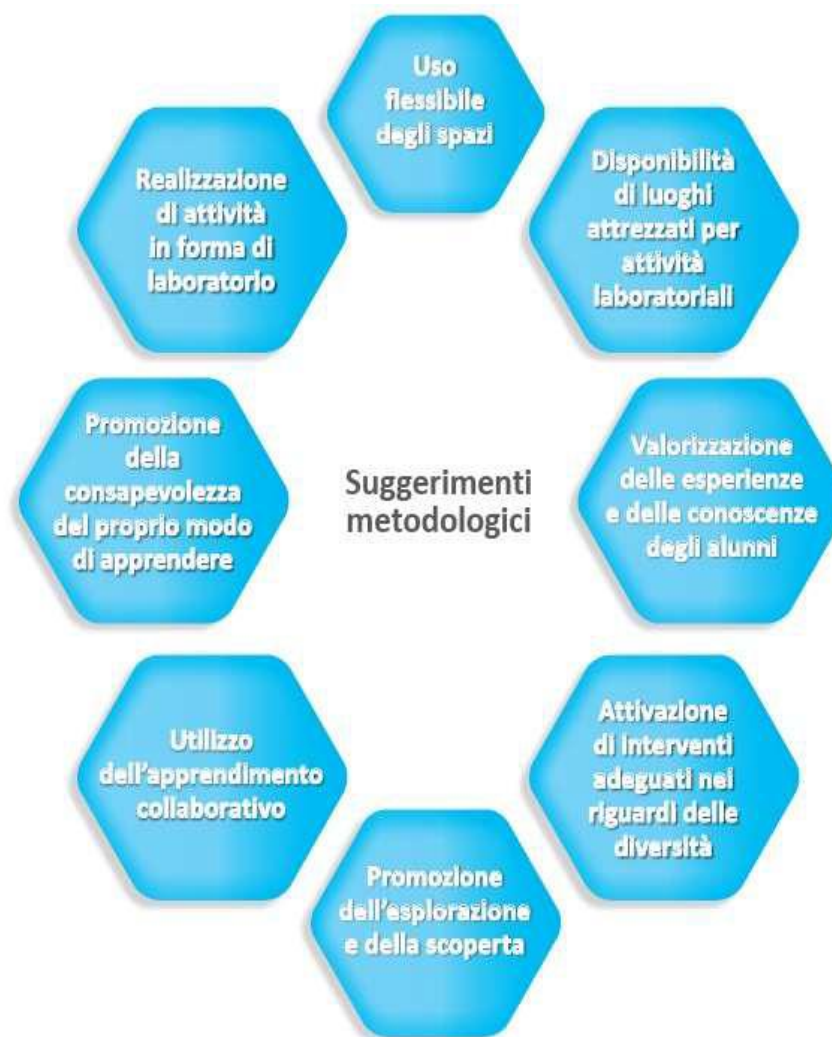 Uso
flessibile
degli spazi
Disponibilità
di luoghi
attrezzati per
attività
laboratoriali
Valorizzazione
delle esperienze
e delle conoscenze
degli alunni
Attivazione
di interventi
adeguati nei
riguardi delle
diversità
Promozione
dell'esplorazione
e della scoperta
Utilizzo
dell'apprendimento
collaborativo
Promozione
della
consapevolezza
del proprio modo
di apprendere
Realizzazione
di attività
in forma di
laboratorio
Suggerimenti
metodologici